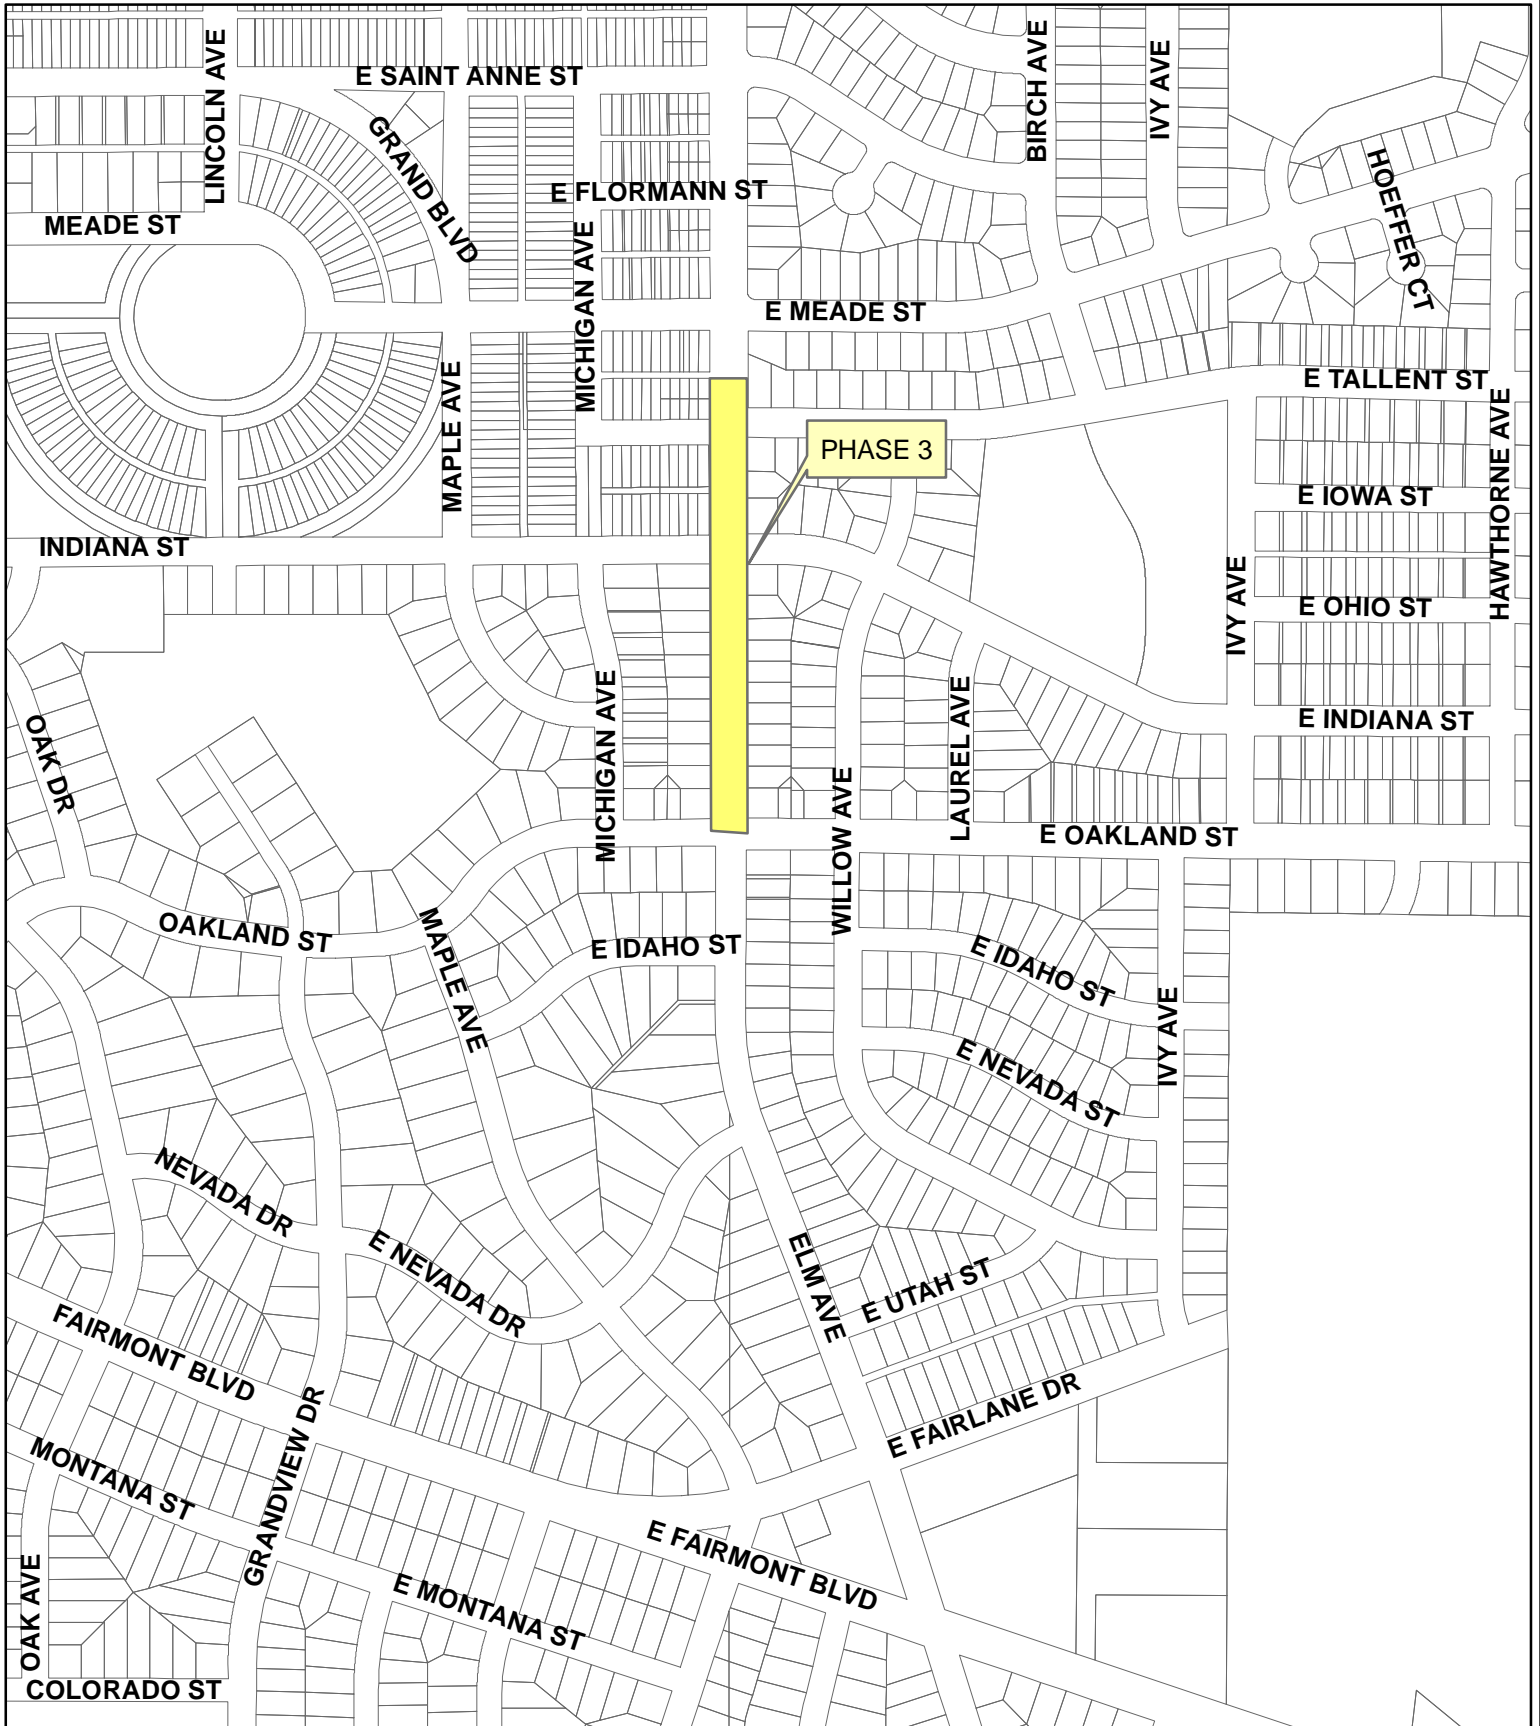 E SAINT ANNE ST
LINCOLN AVE
BIRCH AVE
IVY AVE
GRAND BLVD
HOEFFER CT
E FLORMANN ST
MEADE ST
MICHIGAN AVE
E MEADE ST
MAPLE AVE
E TALLENT ST
HAWTHORNE AVE
PHASE 3
E IOWA ST
INDIANA ST
IVY AVE
E OHIO ST
MICHIGAN AVE
LAUREL AVE
E INDIANA ST
OAK DR
WILLOW AVE
E OAKLAND ST
OAKLAND ST
MAPLE AVE
E IDAHO ST
E IDAHO ST
IVY AVE
E NEVADA ST
NEVADA DR
E NEVADA DR
ELM AVE
E UTAH ST
FAIRMONT BLVD
E FAIRLANE DR
GRANDVIEW DR
MONTANA ST
E FAIRMONT BLVD
OAK AVE
E MONTANA ST
COLORADO ST